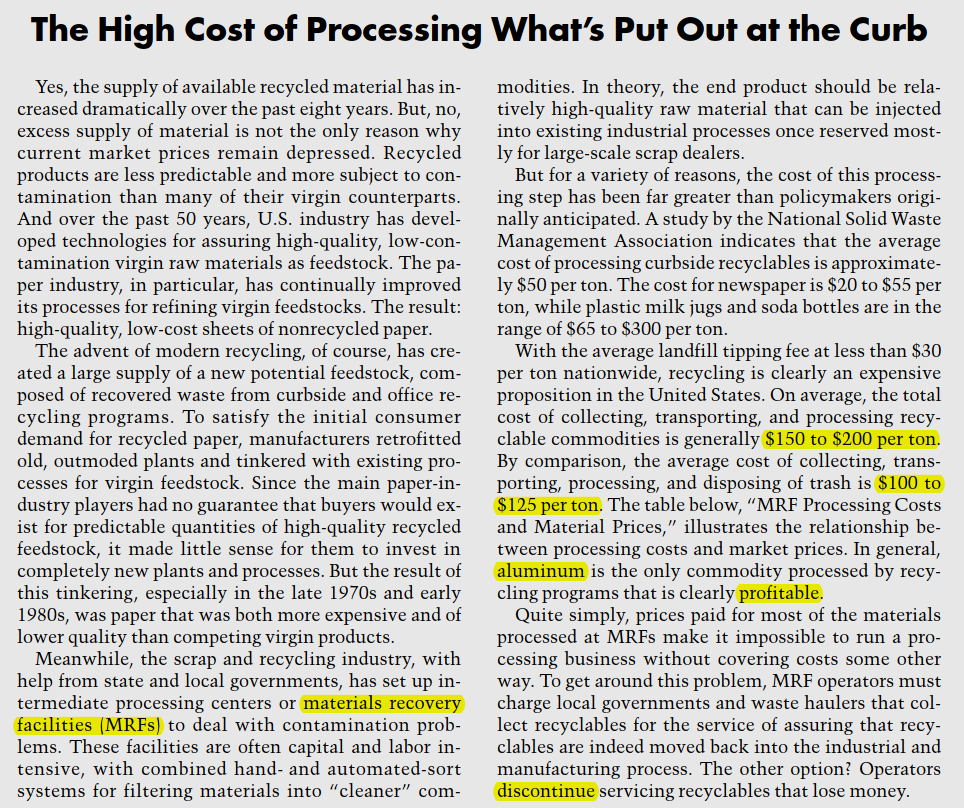 The High Cost of Processing What's Put Out at the Curb
Yes, the supply of available recycled material has in-
creased dramatically over the past eight years. But, no,
excess supply of material is not the only reason why
current market prices remain depressed. Recycled
products are less predictable and more subject to con-
tamination than many of their virgin counterparts.
And over the past 50 years, U.S. industry has devel-
oped technologies for assuring high-quality, low-con-
tamination virgin raw materials as feedstock. The pa-
per industry, in particular, has continually improved
its processes for refining virgin feedstocks. The result:
high-quality, low-cost sheets of nonrecycled paper.
The advent of modern recycling, of course, has cre-
ated a large supply of a new potential feedstock, com-
posed of recovered waste from curbside and office re-
cycling programs. To satisfy the initial consumer
demand for recycled paper, manufacturers retrofitted
old, outmoded plants and tinkered with existing pro-
cesses for virgin feedstock. Since the main paper-in-
dustry players had no guarantee that buyers would ex-
ist for predictable quantities of high-quality recycled
feedstock, it made little sense for them to invest in
completely new plants and processes. But the result of
this tinkering, especially in the late 1970s and early
1980s, was paper that was both more expensive and of
lower quality than competing virgin products.
Meanwhile, the scrap and recycling industry, with
help from state and local governments, has set up in-
termediate processing centers or materials recovery
facilities (MRFs) to deal with contamination prob-
lems. These facilities are often capital and labor in-
tensive, with combined hand- and automated-sort
systems for filtering materials into "cleaner" com-
modities. In theory, the end product should be rela-
tively high-quality raw material that can be injected
into existing industrial processes once reserved most-
ly for large-scale scrap dealers.
But for a variety of reasons, the cost of this process-
ing step has been far greater than policymakers origi-
nally anticipated. A study by the National Solid Waste
Management Association indicates that the average
cost of processing curbside recyclables is approximate-
ly $50 per ton. The cost for newspaper is $20 to $55 per
ton, while plastic milk jugs and soda bottles are in the
range of $65 to $300 per ton.
With the average landfill tipping fee at less than $30
per ton nationwide, recycling is clearly an expensive
proposition in the United States. On average, the total
cost of collecting, transporting, and processing recy-
clable commodities is generally $150 to $200 per ton.
By comparison, the average cost of collecting, trans-
porting, processing, and disposing of trash is $100 to
$125 per ton. The table below, "MRF Processing Costs
and Material Prices," illustrates the relationship be-
tween processing costs and market prices. In general,
aluminum is the only commodity processed by recy-
cling programs that is clearly profitable.
Quite simply, prices paid for most of the materials
processed at MRFs make it impossible to run a pro-
cessing business without covering costs some other
way. To get around this problem, MRF operators must
charge local governments and waste haulers that col-
lect recyclables for the service of assuring that recy-
clables are indeed moved back into the industrial and
manufacturing process. The other option? Operators
discontinue servicing recyclables that lose money.